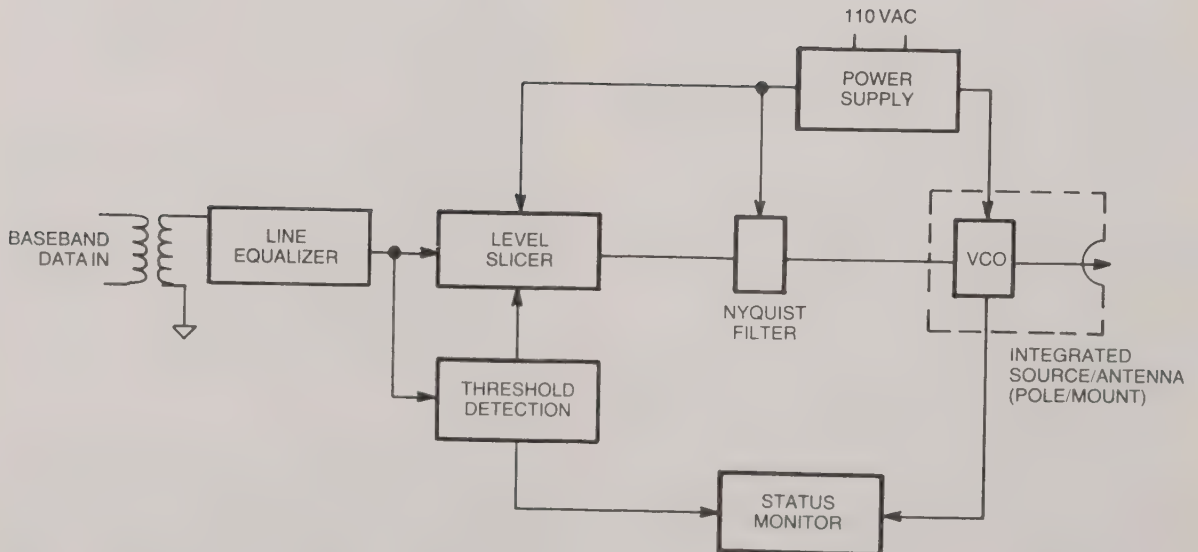 110 VAC
POWER
SUPPLY
BASEBAND
DATA IN
LINE
EQUALIZER
LEVEL
SLICER
VCO
NYQUIST
FILTER
THRESHOLD
DETECTION
INTEGRATED
SOURCE/ANTENNA
(POLE/MOUNT)
STATUS
MONITOR